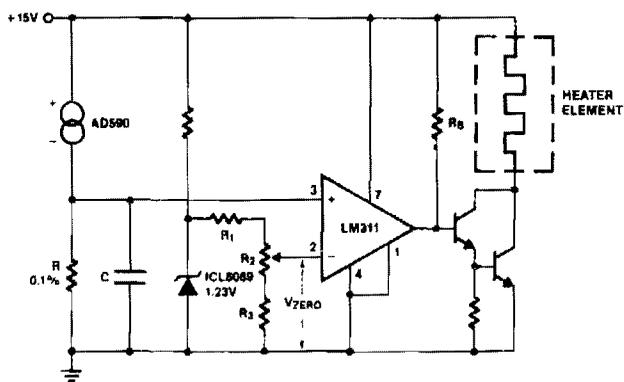 +15V
+
AD590
-
R
0.1%
C
ICL8069
1.23V
R1
R2
R3
VZERO
3
+
2
-
LM311
7
4
1
RB
HEATER
ELEMENT